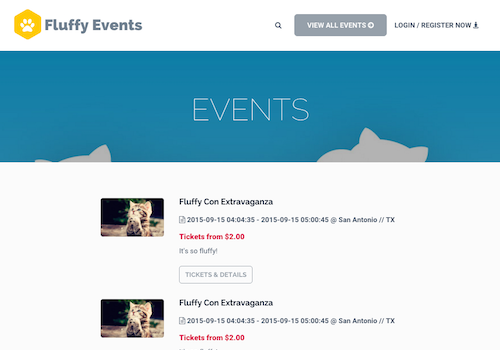 Fluffy Events
VIEW ALL EVENTS
LOGIN / REGISTER NOW
EVENTS
Fluffy Con Extravaganza
2015-09-15 04:04:35 - 2015-09-15 05:00:45 @ San Antonio // TX
Tickets from $2.00
It's so fluffy!
TICKETS & DETAILS
Fluffy Con Extravaganza
2015-09-15 04:04:35 - 2015-09-15 05:00:45 @ San Antonio // TX
Tickets from $2.00